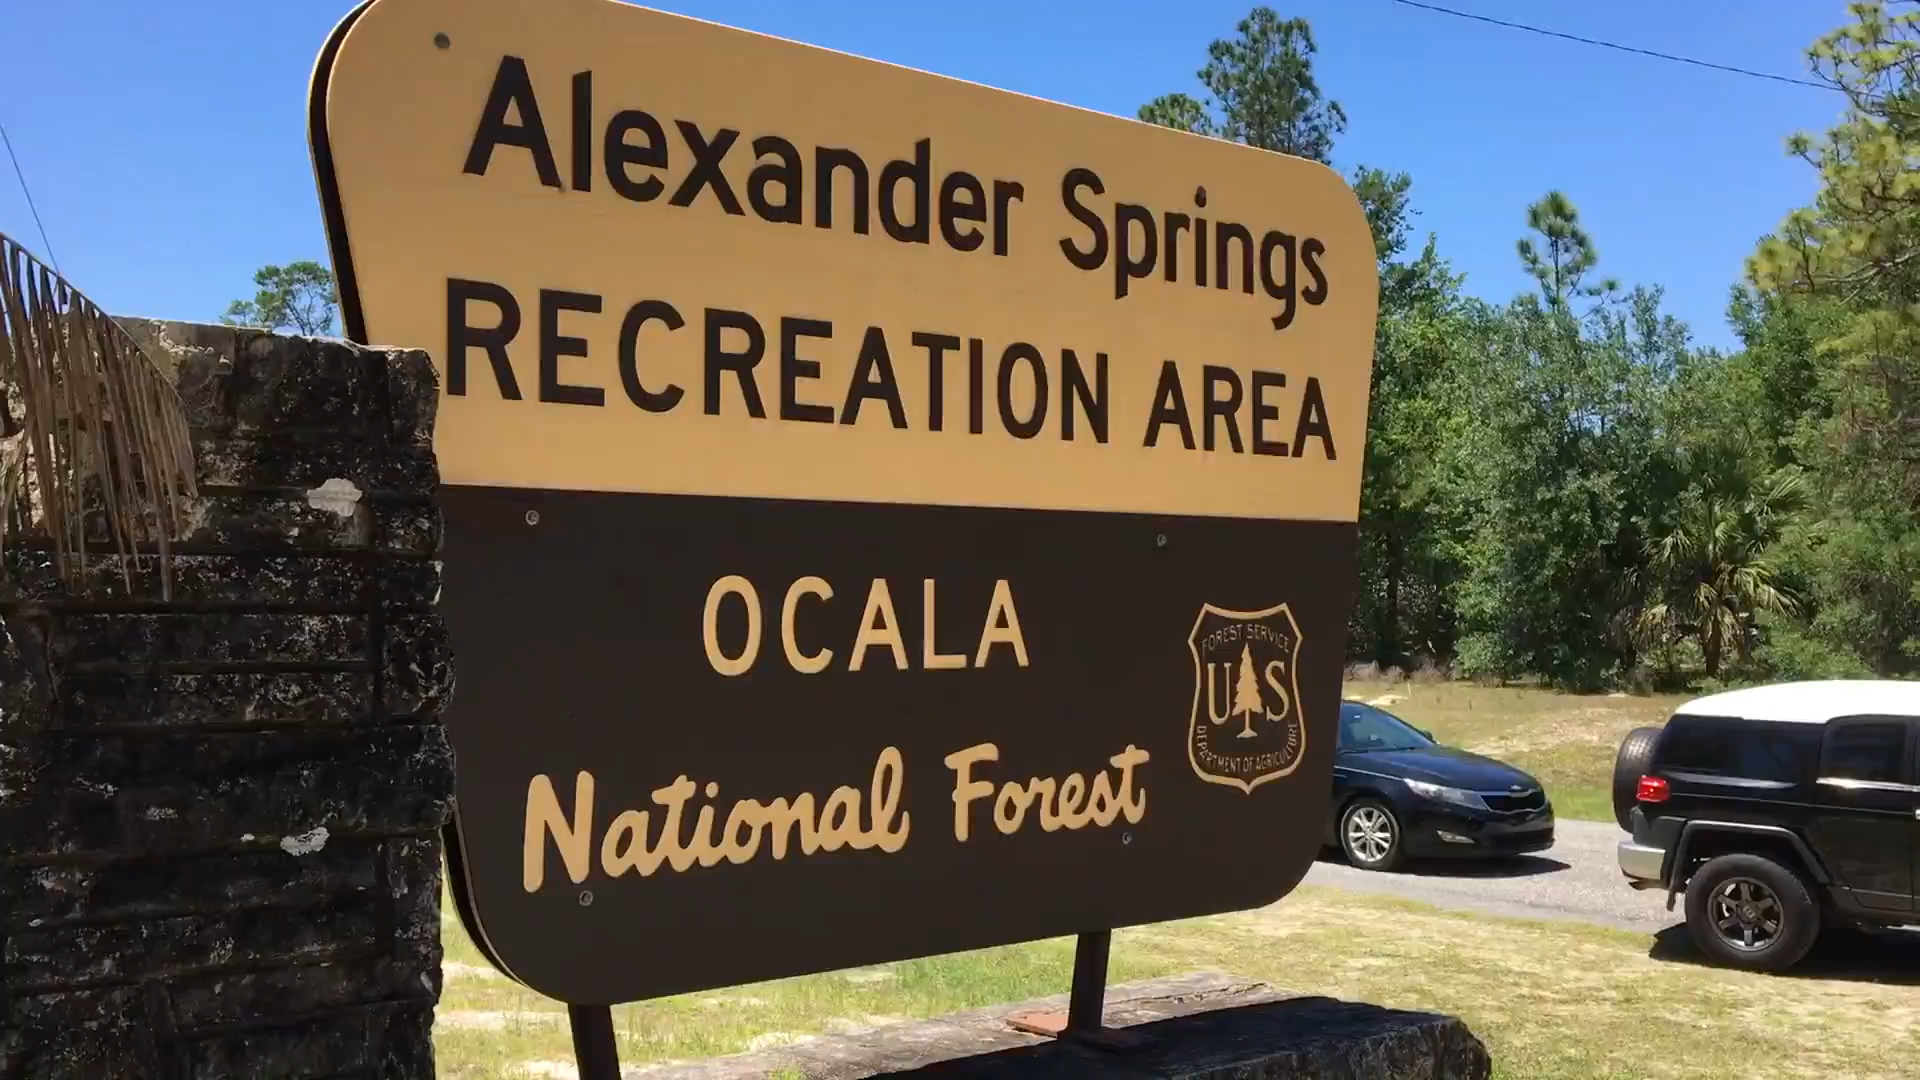 Alexander Springs
RECREATION AREA
OCALA
National Forest
FOREST SERVICE
U S
DEPARTMENT OF AGRICULTURE